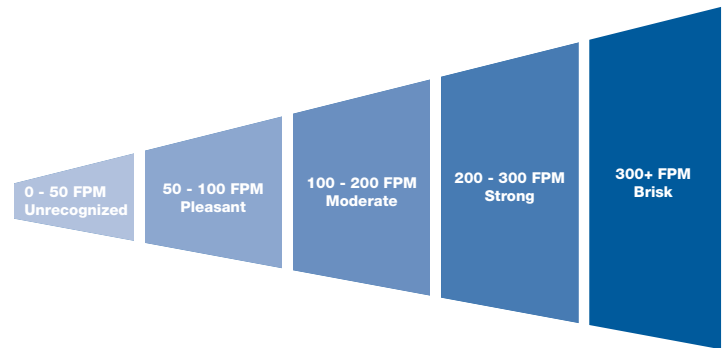 0 - 50 FPM
Unrecognized
50 - 100 FPM
Pleasant
100 - 200 FPM
Moderate
200 - 300 FPM
Strong
300+ FPM
Brisk